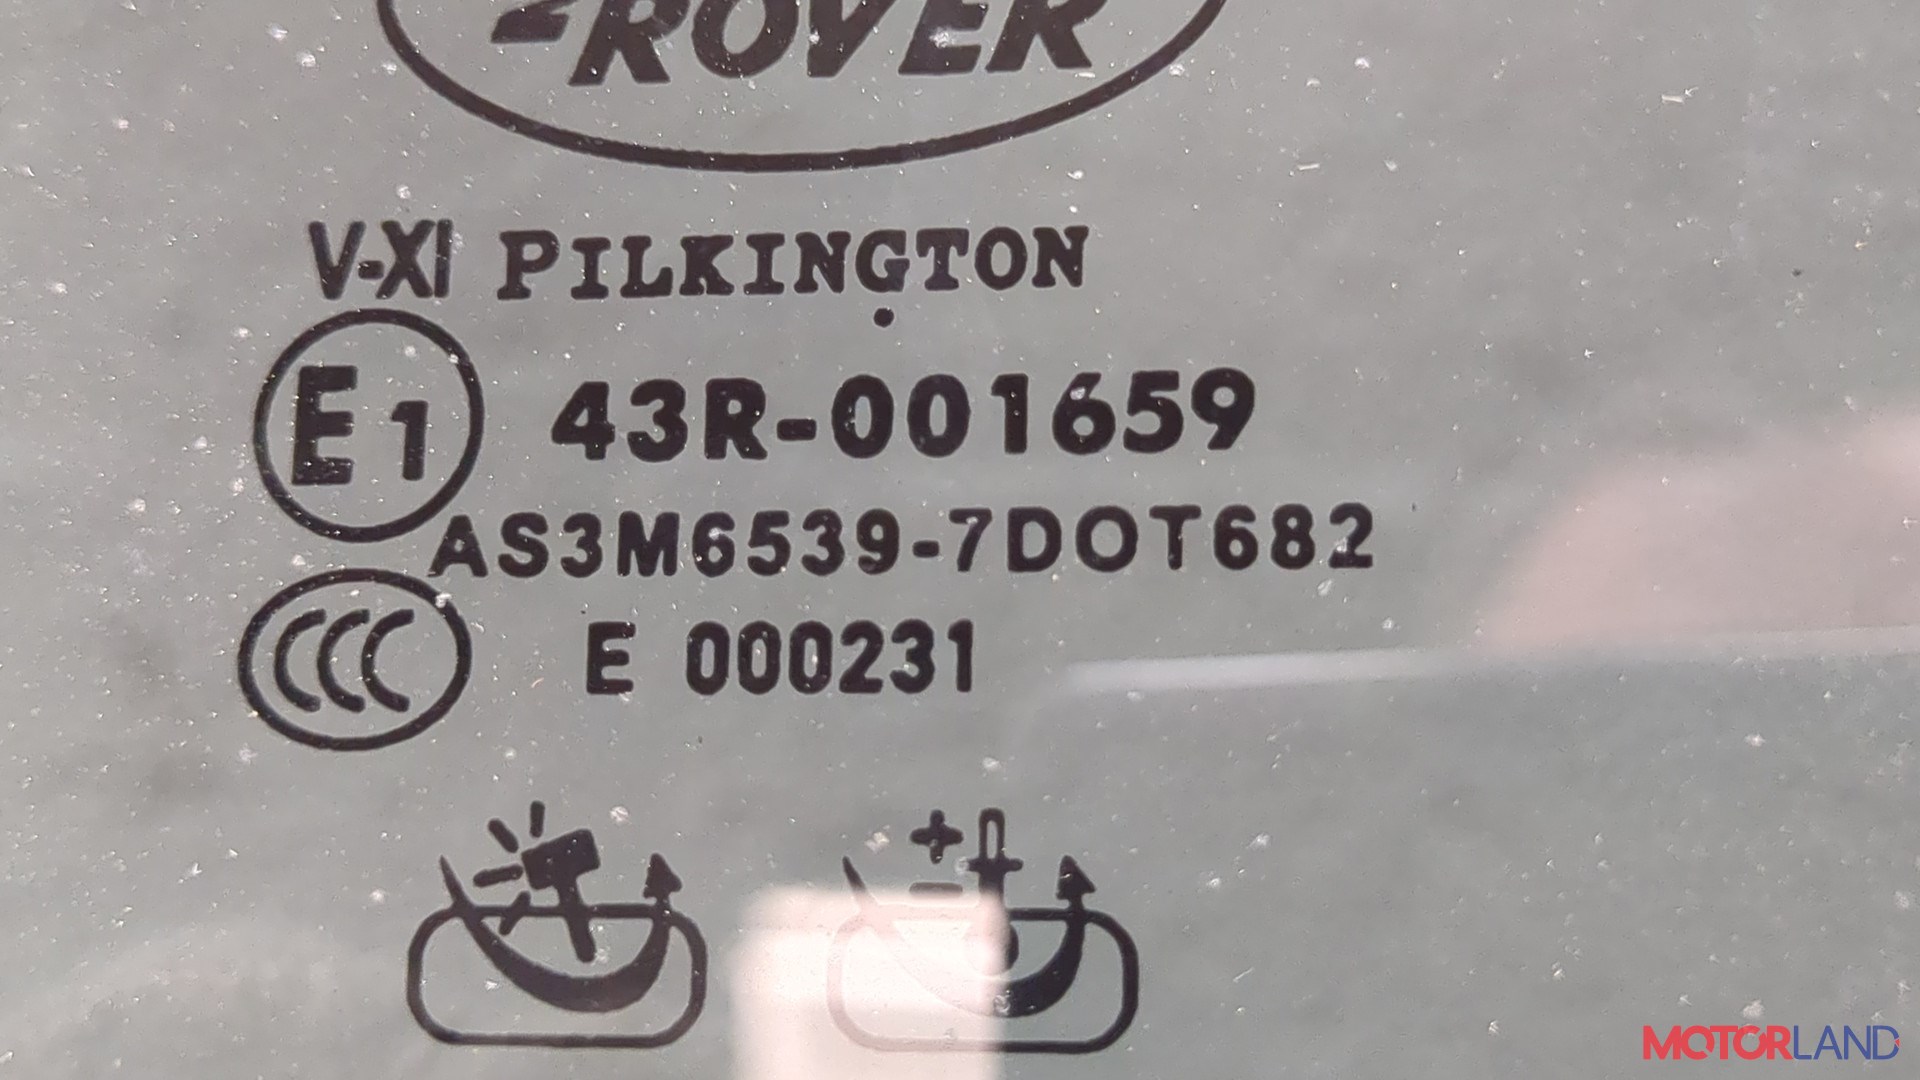 -ROVER
V-XI PILKINGTON
E1 43R-001659
AS3M6539-7DOT682
CCC E 000231
MOTORLAND